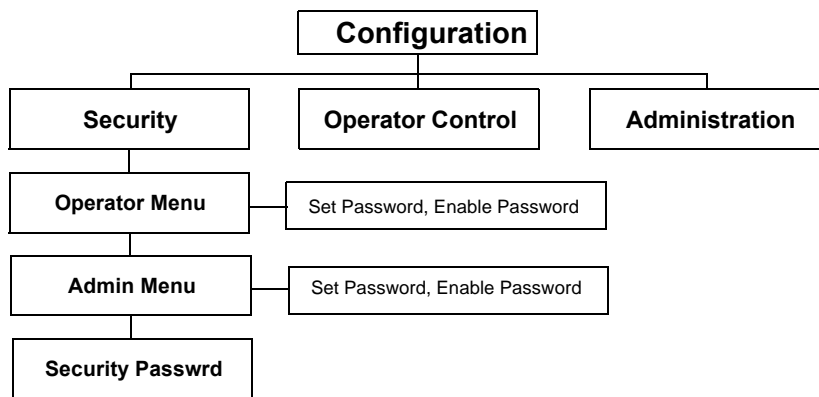 Configuration
Security
Operator Control
Administration
Operator Menu
Set Password, Enable Password
Admin Menu
Set Password, Enable Password
Security Passwrd